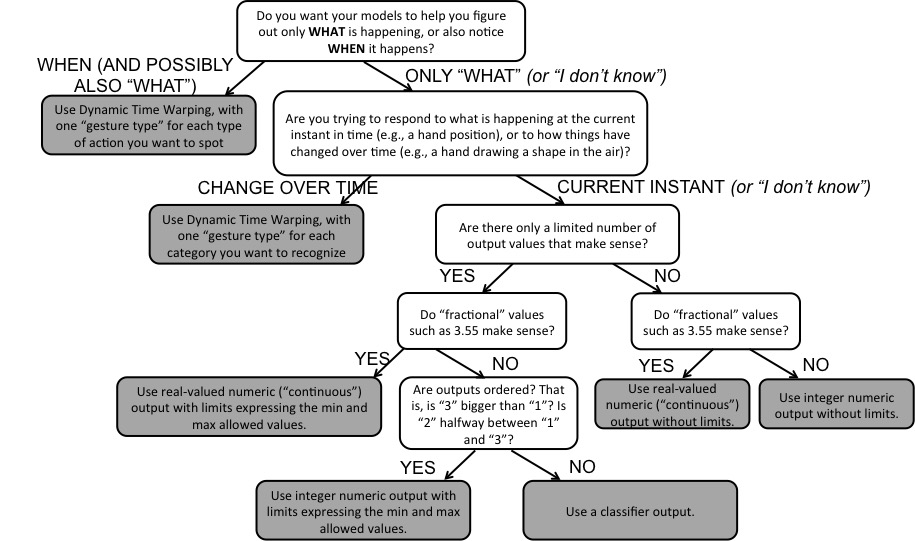 Do you want your models to help you figure
out only WHAT is happening, or also notice
WHEN it happens?
WHEN (AND POSSIBLY
ALSO “WHAT”)
ONLY “WHAT” (or “I don’t know”)
Use Dynamic Time Warping, with
one “gesture type” for each type
of action you want to spot
Are you trying to respond to what is happening at the current
instant in time (e.g., a hand position), or to how things have
changed over time (e.g., a hand drawing a shape in the air)?
CHANGE OVER TIME
CURRENT INSTANT (or “I don’t know”)
Use Dynamic Time Warping, with
one “gesture type” for each
category you want to recognize
Are there only a limited number of
output values that make sense?
YES
NO
Do “fractional” values
such as 3.55 make sense?
Do “fractional” values
such as 3.55 make sense?
YES
NO
YES
NO
Use real-valued numeric (“continuous”)
output with limits expressing the min and
max allowed values.
Are outputs ordered? That
is, is “3” bigger than “1”? Is
“2” halfway between “1”
and “3”?
Use real-valued
numeric (“continuous”)
output without limits.
Use integer numeric
output without limits.
YES
NO
Use integer numeric output with
limits expressing the min and max
allowed values.
Use a classifier output.